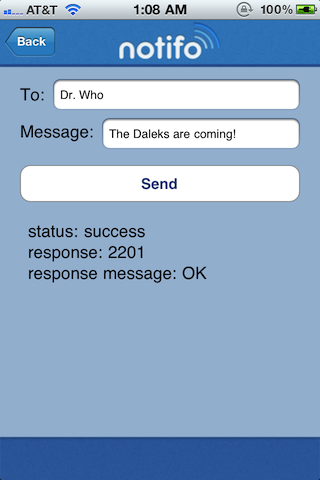 AT&T 1:08 AM 100%
Back notifo
To: Dr. Who
Message: The Daleks are coming!
Send
status: success
response: 2201
response message: OK